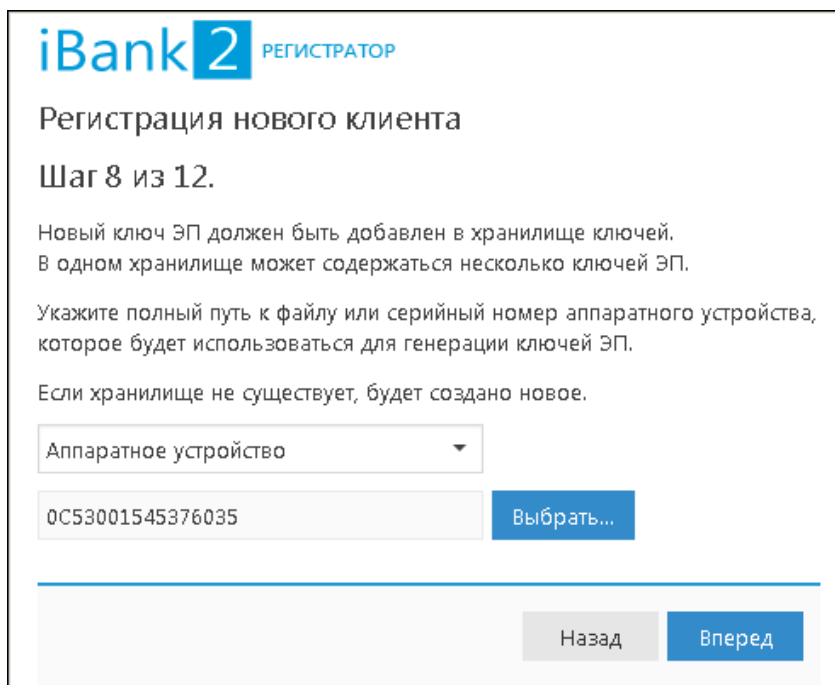 iBank 2 РЕГИСТРАТОР
Регистрация нового клиента
Шаг 8 из 12.
Новый ключ ЭП должен быть добавлен в хранилище ключей.
В одном хранилище может содержаться несколько ключей ЭП.
Укажите полный путь к файлу или серийный номер аппаратного устройства,
которое будет использоваться для генерации ключей ЭП.
Если хранилище не существует, будет создано новое.
Аппаратное устройство
0C53001545376035 Выбрать...
Назад Вперед